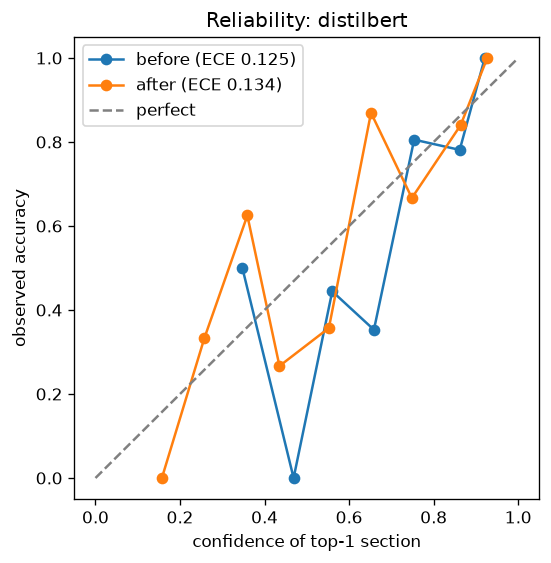 Reliability: distilbert
before (ECE 0.125)
after (ECE 0.134)
perfect
observed accuracy
1.0
0.8
0.6
0.4
0.2
0.0
0.0 0.2 0.4 0.6 0.8 1.0
confidence of top-1 section